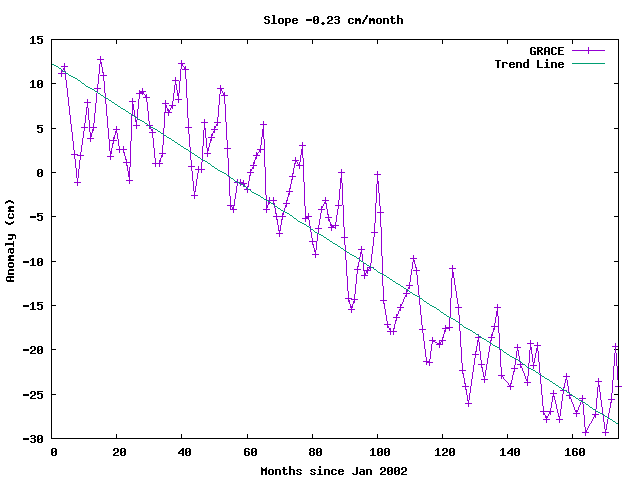 Slope -0.23 cm/month
GRACE
Trend Line
15
10
5
0
-5
-10
-15
-20
-25
-30
Anomaly (cm)
0 20 40 60 80 100 120 140 160
Months since Jan 2002